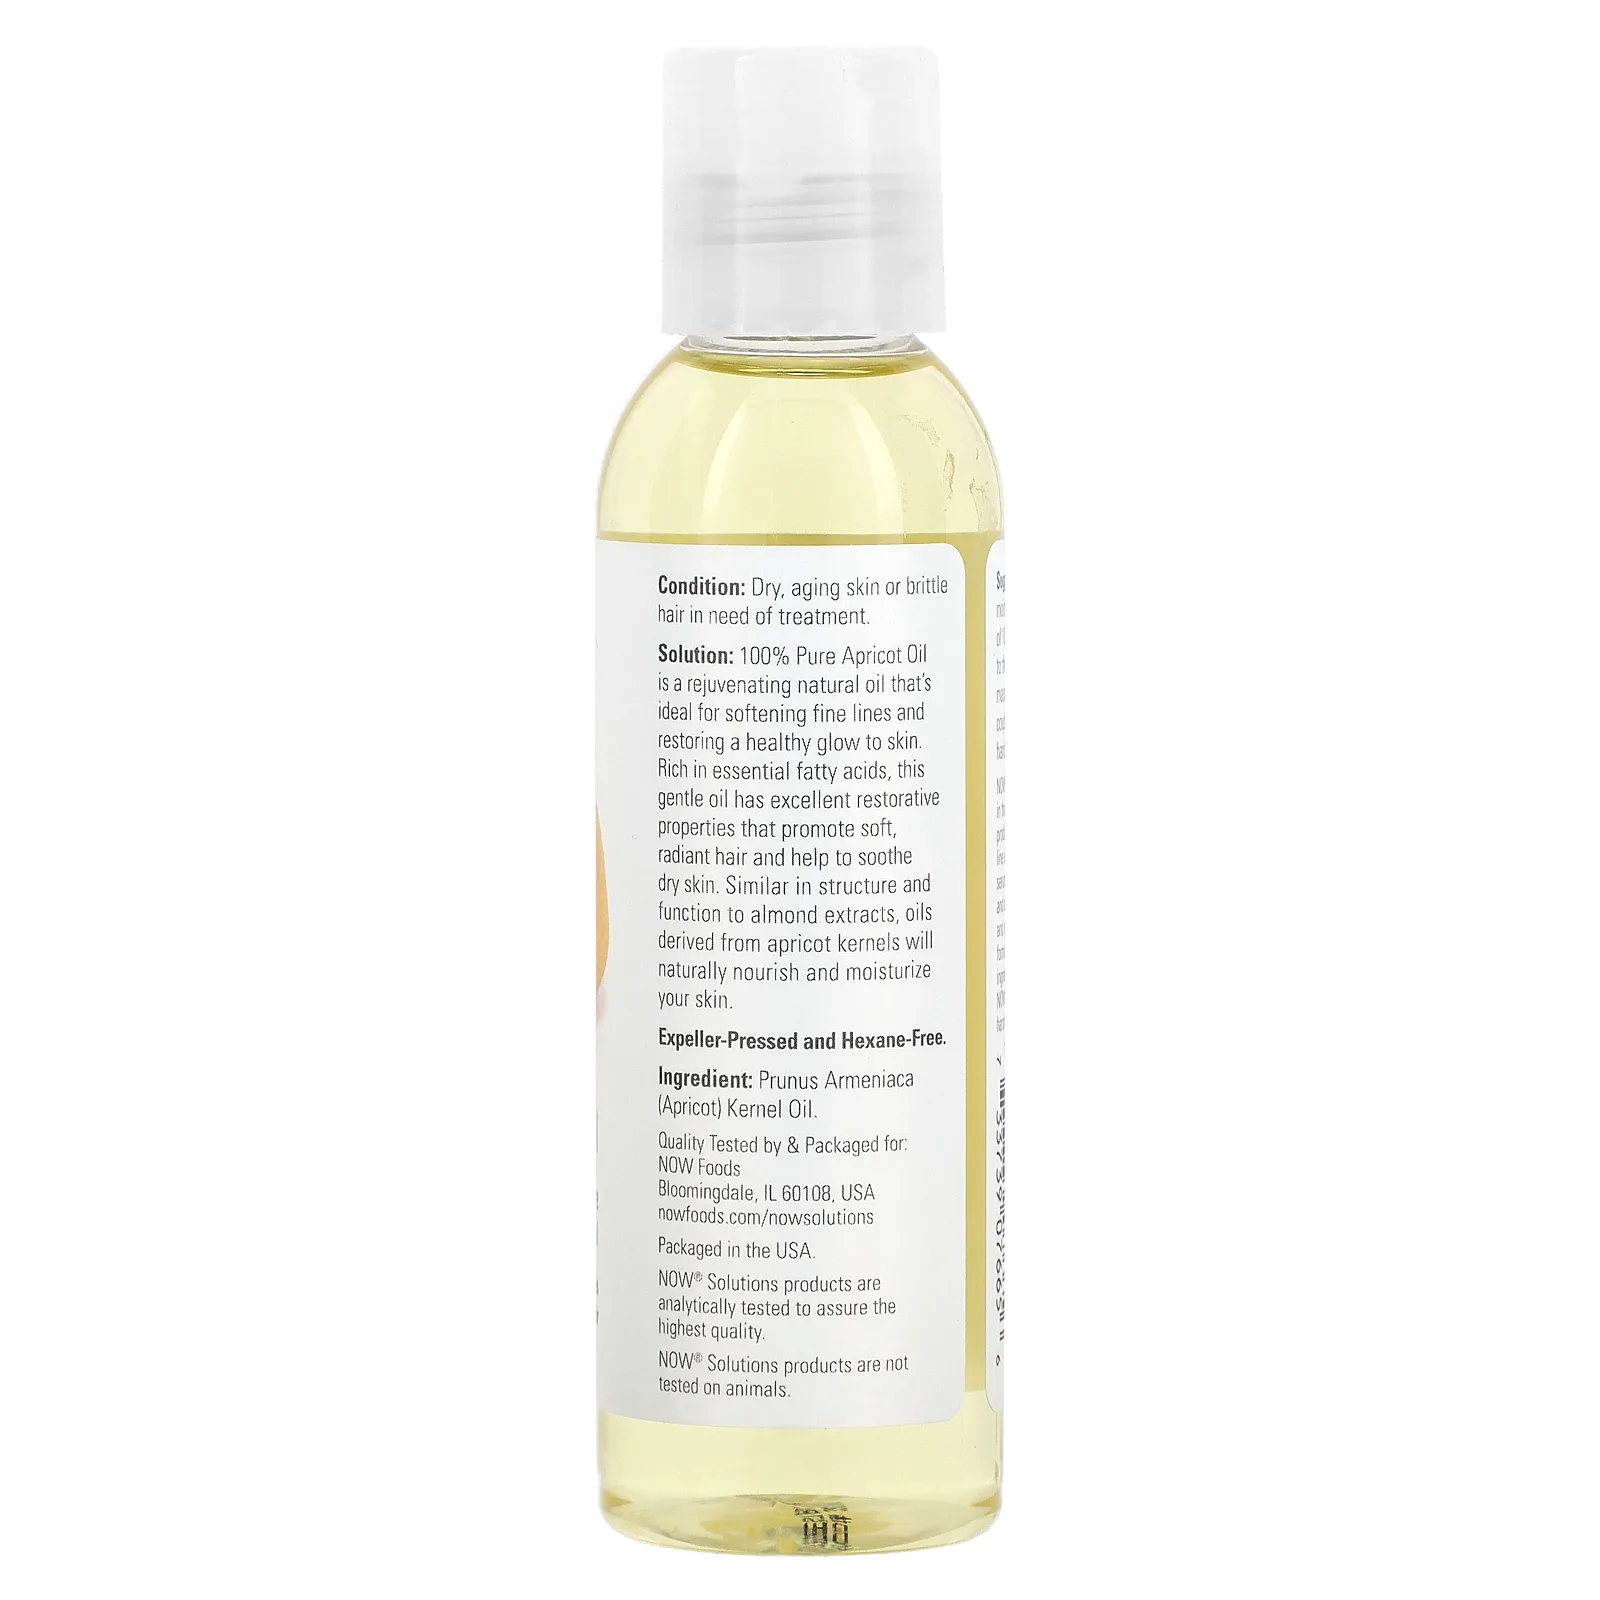 Condition: Dry, aging skin or brittle
hair in need of treatment.
Solution: 100% Pure Apricot Oil
is a rejuvenating natural oil that's
ideal for softening fine lines and
restoring a healthy glow to skin.
Rich in essential fatty acids, this
gentle oil has excellent restorative
properties that promote soft,
radiant hair and help to soothe
dry skin. Similar in structure and
function to almond extracts, oils
derived from apricot kernels will
naturally nourish and moisturize
your skin.
Expeller-Pressed and Hexane-Free.
Ingredient: Prunus Armeniaca
(Apricot) Kernel Oil.
Quality Tested by & Packaged for:
NOW Foods
Bloomingdale, IL 60108, USA
nowfoods.com/nowsolutions
Packaged in the USA.
NOW® Solutions products are
analytically tested to assure the
highest quality.
NOW® Solutions products are not
tested on animals.